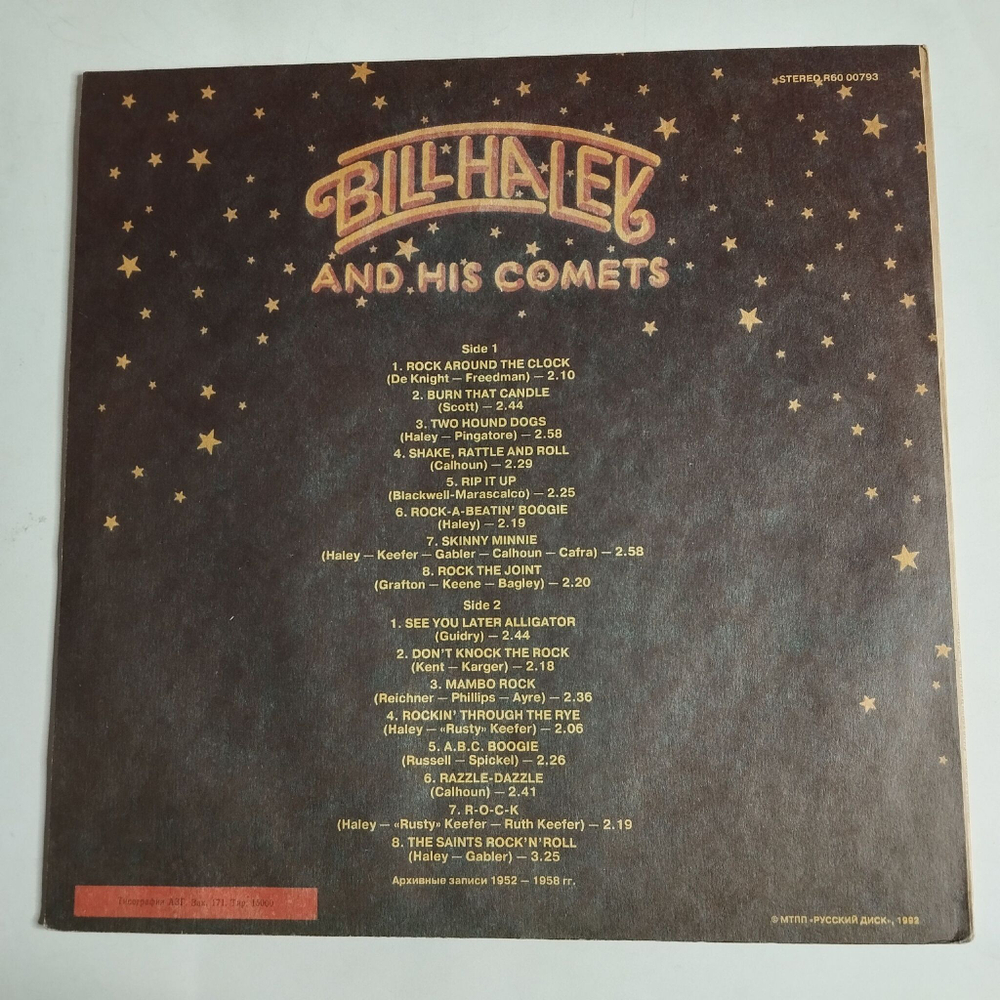 STEREO R60 00793
BILL HALEY
AND HIS COMETS
Side 1
1. ROCK AROUND THE CLOCK
(De Knight — Freedman) — 2.10
2. BURN THAT CANDLE
(Scott) — 2.44
3. TWO HOUND DOGS
(Haley — Pingatore) — 2.58
4. SHAKE, RATTLE AND ROLL
(Calhoun) — 2.29
5. RIP IT UP
(Blackwell-Marascalco) — 2.25
6. ROCK-A-BEATIN' BOOGIE
(Haley) — 2.19
7. SKINNY MINNIE
(Haley — Keefer — Gabler — Calhoun — Cafra) — 2.58
8. ROCK THE JOINT
(Grafton — Keene — Bagley) — 2.20
Side 2
1. SEE YOU LATER ALLIGATOR
(Guidry) — 2.44
2. DON'T KNOCK THE ROCK
(Kent — Karger) — 2.18
3. MAMBO ROCK
(Reichner — Phillips — Ayre) — 2.36
4. ROCKIN' THROUGH THE RYE
(Haley — «Rusty» Keefer) — 2.06
5. A.B.C. BOOGIE
(Russell — Spickel) — 2.26
6. RAZZLE-DAZZLE
(Calhoun) — 2.41
7. R-O-C-K
(Haley — «Rusty» Keefer — Ruth Keefer) — 2.19
8. THE SAINTS ROCK'N'ROLL
(Haley — Gabler) — 3.25
Архивные записи 1952 — 1958 гг.
Типография АЗГ. Зак. 171. Тир. 15000
© МТПП «РУССКИЙ ДИСК», 1992